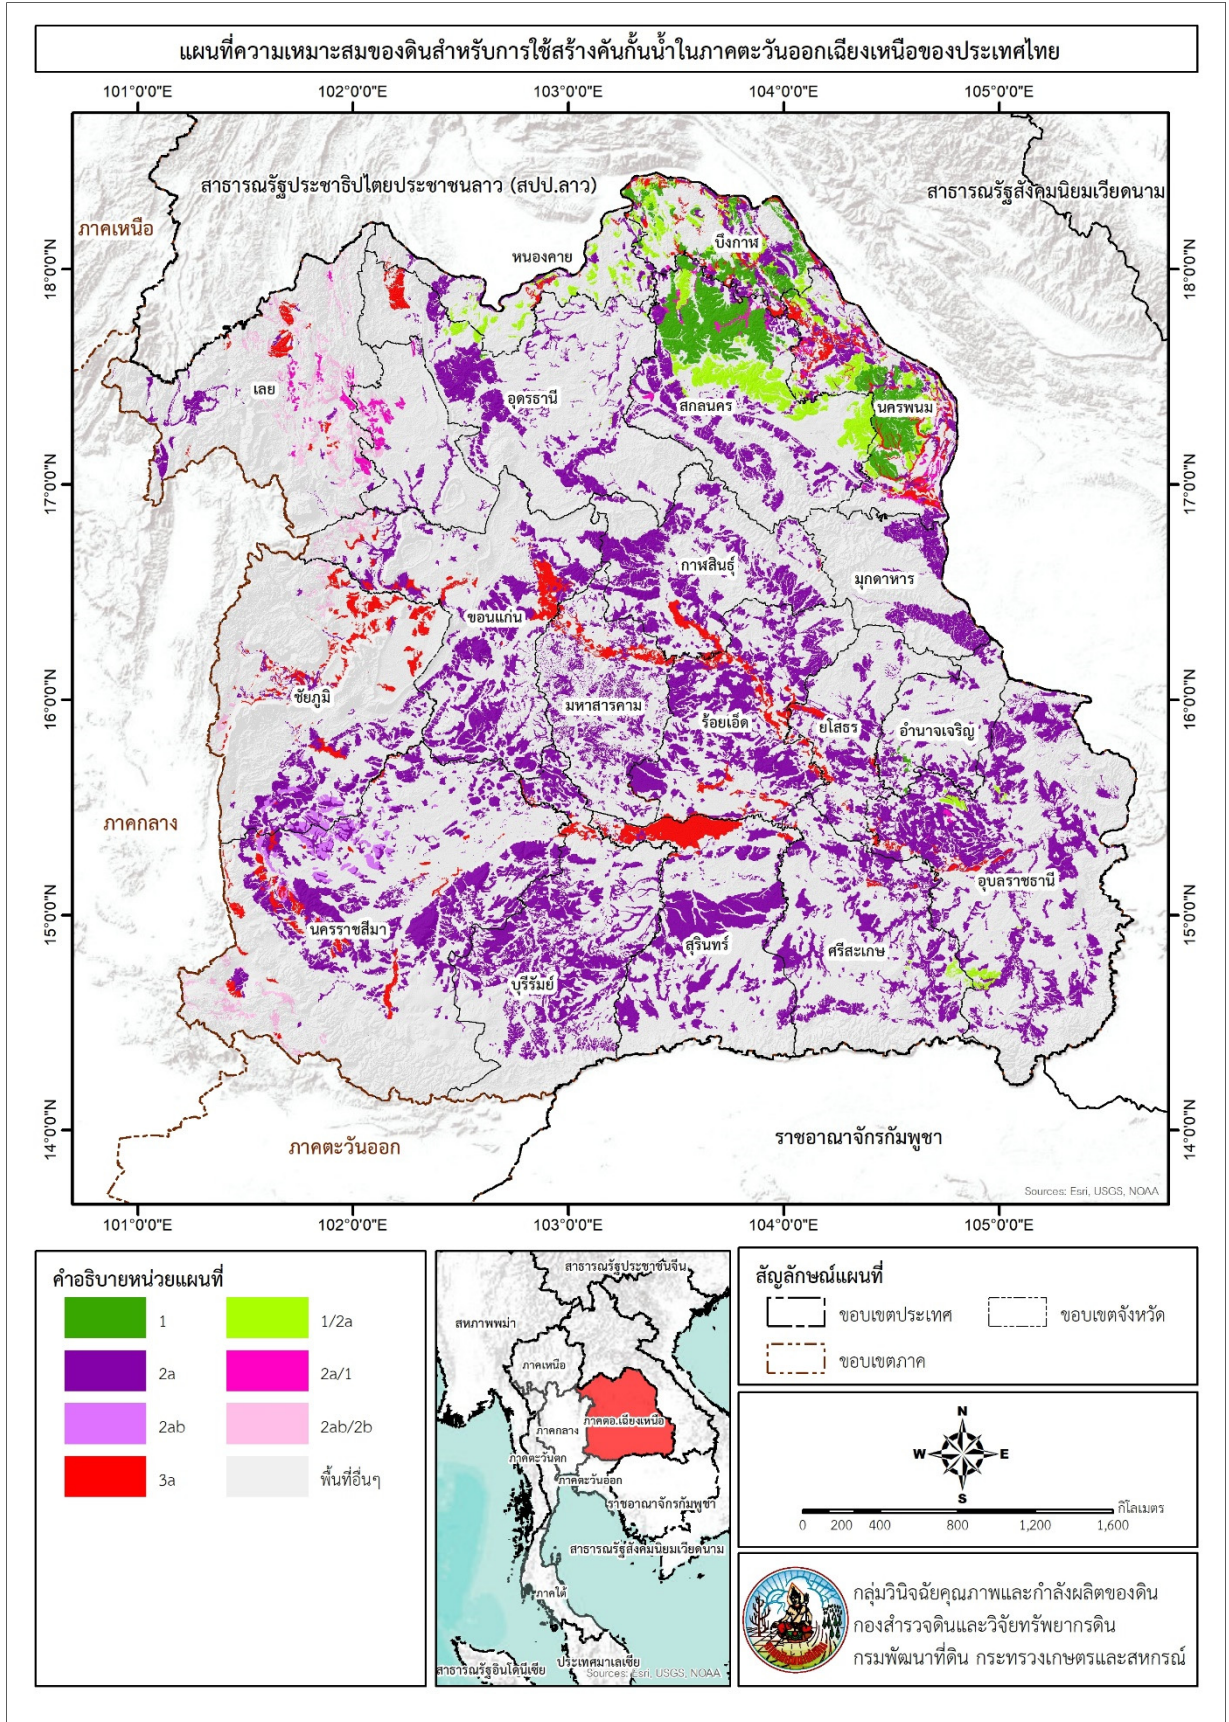 แผนที่ความเหมาะสมของดินสำหรับการใช้สร้างคันกั้นน้ำในภาคตะวันออกเฉียงเหนือของประเทศไทย
101°0'0"E 102°0'0"E 103°0'0"E 104°0'0"E 105°0'0"E
สาธารณรัฐประชาธิปไตยประชาชนลาว (สปป.ลาว)
สาธารณรัฐสังคมนิยมเวียดนาม
ภาคเหนือ
บึงกาฬ
หนองคาย
18°0'0"N 18°0'0"N
เลย
อุดรธานี
สกลนคร
นครพนม
17°0'0"N 17°0'0"N
กาฬสินธุ์
มุกดาหาร
ขอนแก่น
ชัยภูมิ
มหาสารคาม
ร้อยเอ็ด
ยโสธร
อำนาจเจริญ
16°0'0"N 16°0'0"N
ภาคกลาง
อุบลราชธานี
นครราชสีมา
สุรินทร์
ศรีสะเกษ
บุรีรัมย์
15°0'0"N 15°0'0"N
ภาคตะวันออก
ราชอาณาจักรกัมพูชา
14°0'0"N 14°0'0"N
Sources: Esri, USGS, NOAA
101°0'0"E 102°0'0"E 103°0'0"E 104°0'0"E 105°0'0"E
คำอธิบายหน่วยแผนที่
1 1/2a
2a 2a/1
2ab 2ab/2b
3a พื้นที่อื่นๆ
สาธารณรัฐประชาชนจีน
สหภาพพม่า
ภาคเหนือ
ภาคตอ.เฉียงเหนือ
ภาคกลาง
ภาคตะวันตก
ภาคตะวันออก
ราชอาณาจักรกัมพูชา
สาธารณรัฐสังคมนิยมเวียดนาม
ภาคใต้
ประเทศมาเลเซีย
สาธารณรัฐอินโดนีเซีย
Sources: Esri, USGS, NOAA
สัญลักษณ์แผนที่
ขอบเขตประเทศ ขอบเขตจังหวัด
ขอบเขตภาค
N
W E
S
กิโลเมตร
0 200 400 800 1,200 1,600
กลุ่มวินิจฉัยคุณภาพและกำลังผลิตของดิน
กองสำรวจดินและวิจัยทรัพยากรดิน
กรมพัฒนาที่ดิน กระทรวงเกษตรและสหกรณ์